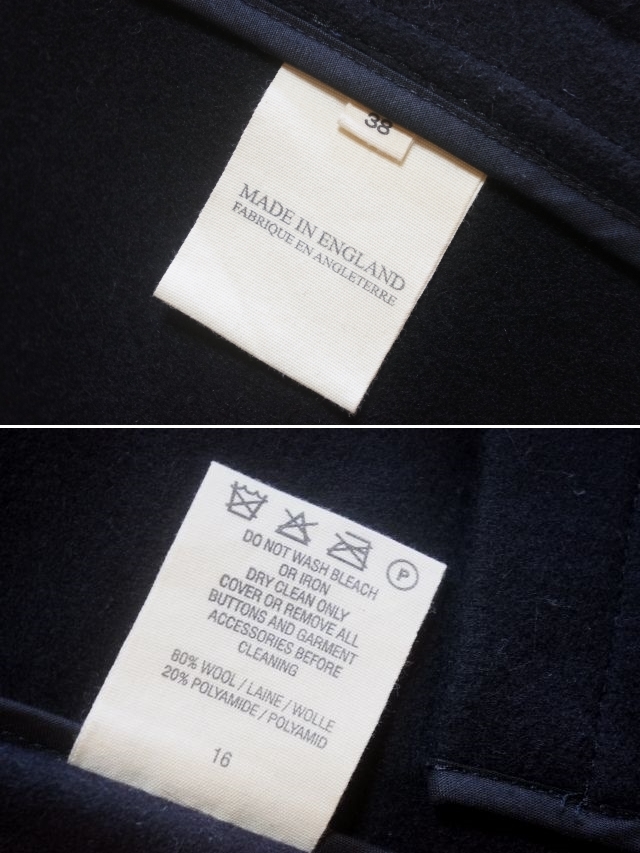 38
MADE IN ENGLAND
FABRIQUE EN ANGLETERRE
P
DO NOT WASH BLEACH
OR IRON
DRY CLEAN ONLY
COVER OR REMOVE ALL
BUTTONS AND GARMENT
ACCESSORIES BEFORE
CLEANING
80% WOOL / LAINE / WOLLE
20% POLYAMIDE / POLYAMID
16